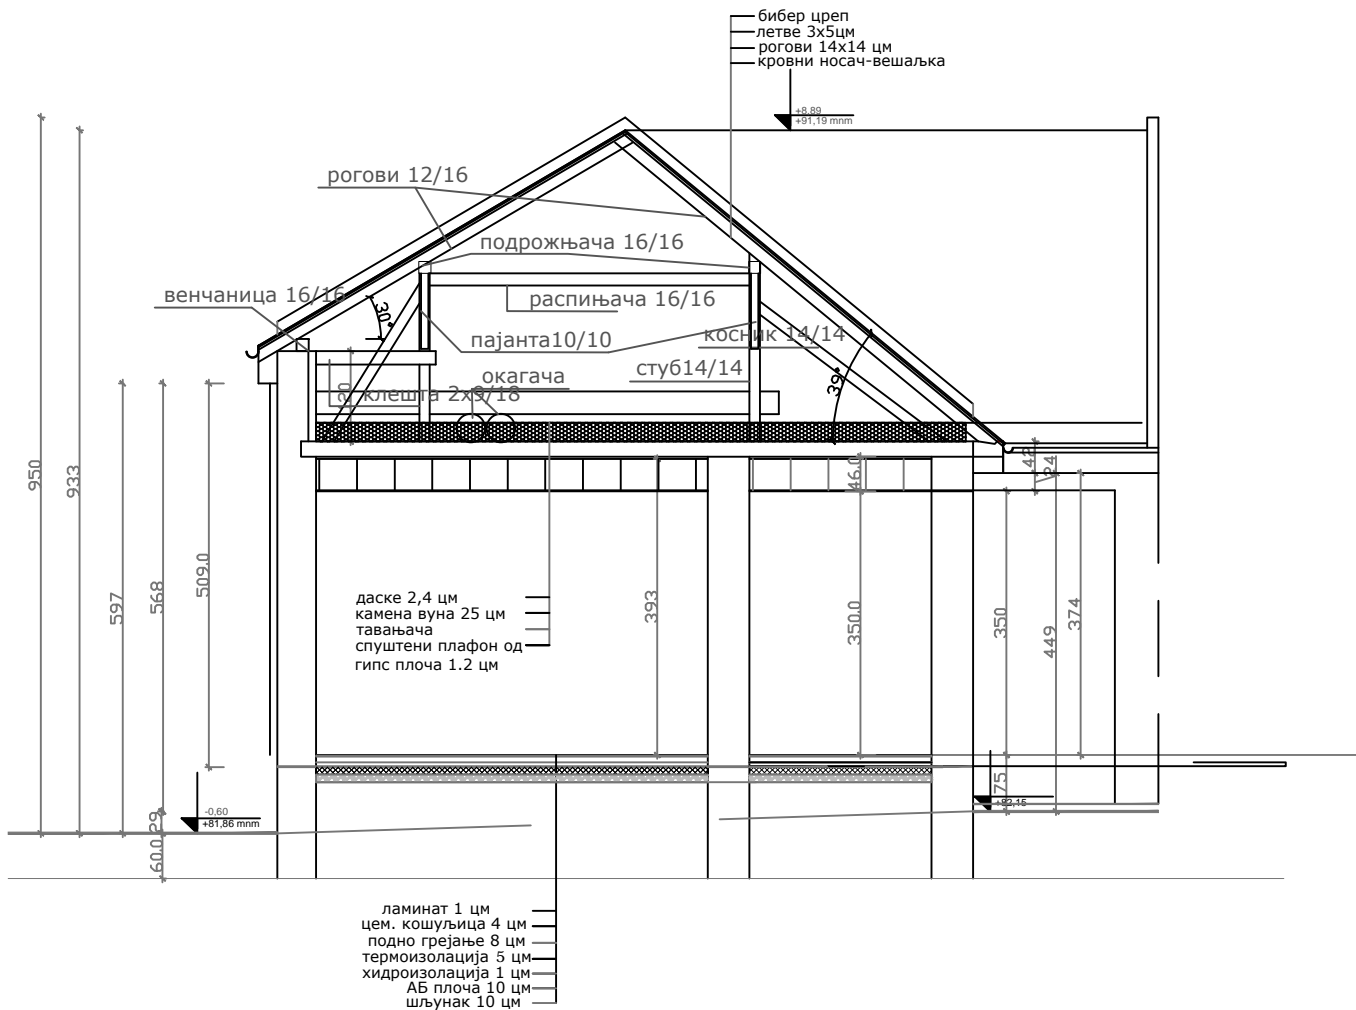 бибер цреп
летве 3x5цм
рогови 14x14 цм
кровни носач-вешаљка
+8,89
+91,19 mnm
рогови 12/16
подрожњача 16/16
венчаница 16/16
распињача 16/16
30°
пајанта10/10
косник 14/14
стуб14/14
окагача
39°
клешта 2x9/18
20
42
24
46.0
950
933
597
568
509.0
393
350.0
350
449
374
даске 2,4 цм
камена вуна 25 цм
тавањача
спуштени плафон од
гипс плоча 1.2 цм
75
+82,15
-0,60
+81,86 mnm
29
60.0
ламинат 1 цм
цем. кошуљица 4 цм
подно грејање 8 цм
термоизолација 5 цм
хидроизолација 1 цм
АБ плоча 10 цм
шљунак 10 цм